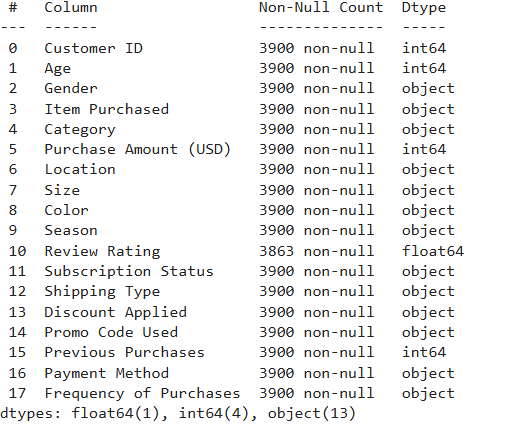 #   Column                  Non-Null Count  Dtype
---  ------                  --------------  -----
 0   Customer ID             3900 non-null   int64
 1   Age                     3900 non-null   int64
 2   Gender                  3900 non-null   object
 3   Item Purchased          3900 non-null   object
 4   Category                3900 non-null   object
 5   Purchase Amount (USD)   3900 non-null   int64
 6   Location                3900 non-null   object
 7   Size                    3900 non-null   object
 8   Color                   3900 non-null   object
 9   Season                  3900 non-null   object
 10  Review Rating           3863 non-null   float64
 11  Subscription Status     3900 non-null   object
 12  Shipping Type           3900 non-null   object
 13  Discount Applied        3900 non-null   object
 14  Promo Code Used         3900 non-null   object
 15  Previous Purchases      3900 non-null   int64
 16  Payment Method          3900 non-null   object
 17  Frequency of Purchases  3900 non-null   object
dtypes: float64(1), int64(4), object(13)